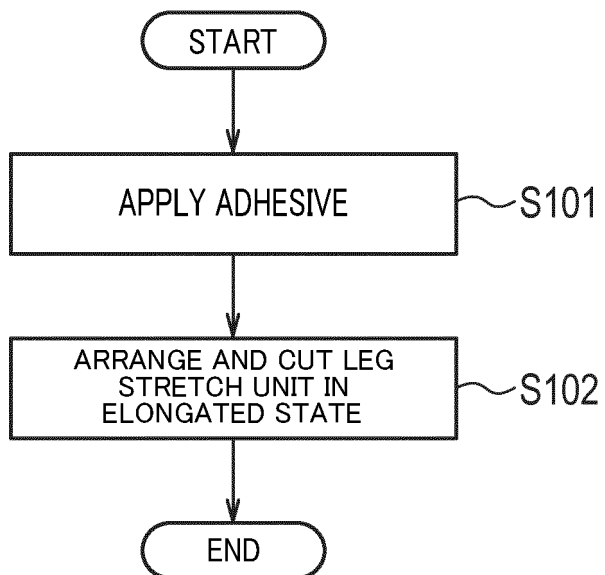 START
APPLY ADHESIVE
S101
ARRANGE AND CUT LEG
STRETCH UNIT IN
ELONGATED STATE
S102
END